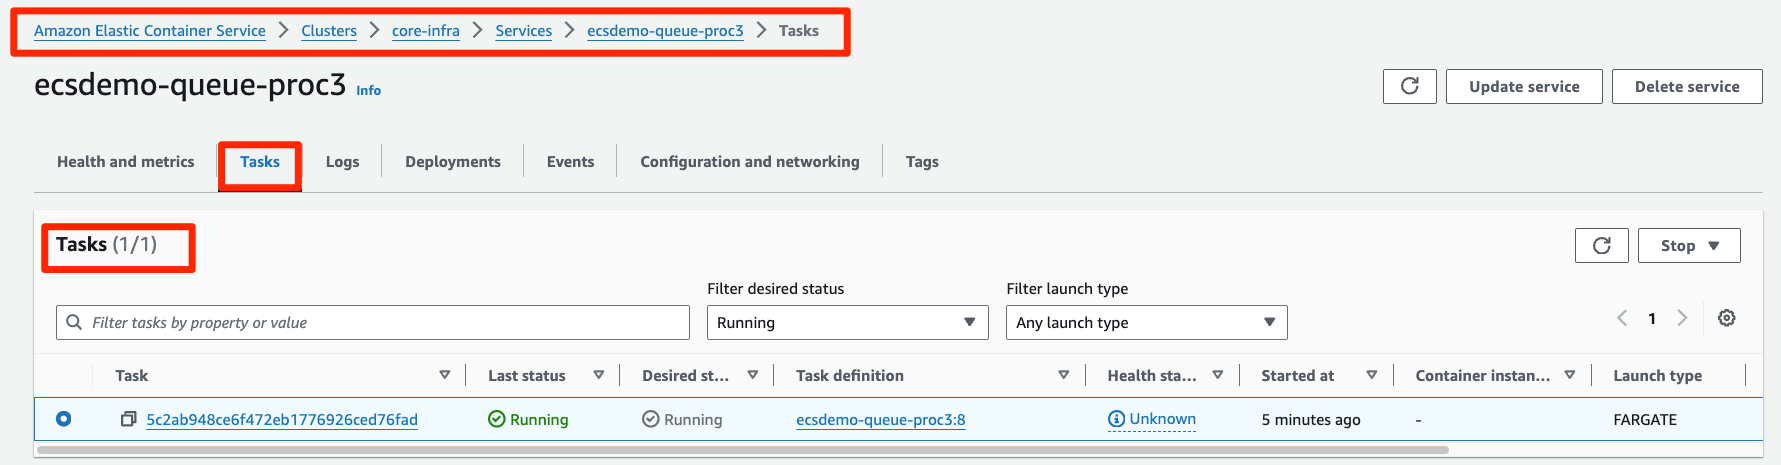 Amazon Elastic Container Service > Clusters > core-infra > Services > ecsdemo-queue-proc3 > Tasks
ecsdemo-queue-proc3 Info
Update service
Delete service
Health and metrics
Tasks
Logs
Deployments
Events
Configuration and networking
Tags
Tasks (1/1)
Stop
Filter desired status
Filter launch type
Filter tasks by property or value
Running
Any launch type
1
Task Last status Desired st... Task definition Health sta... Started at Container instan... Launch type
5c2ab948ce6f472eb1776926ced76fad Running Running ecsdemo-queue-proc3:8 Unknown 5 minutes ago - FARGATE